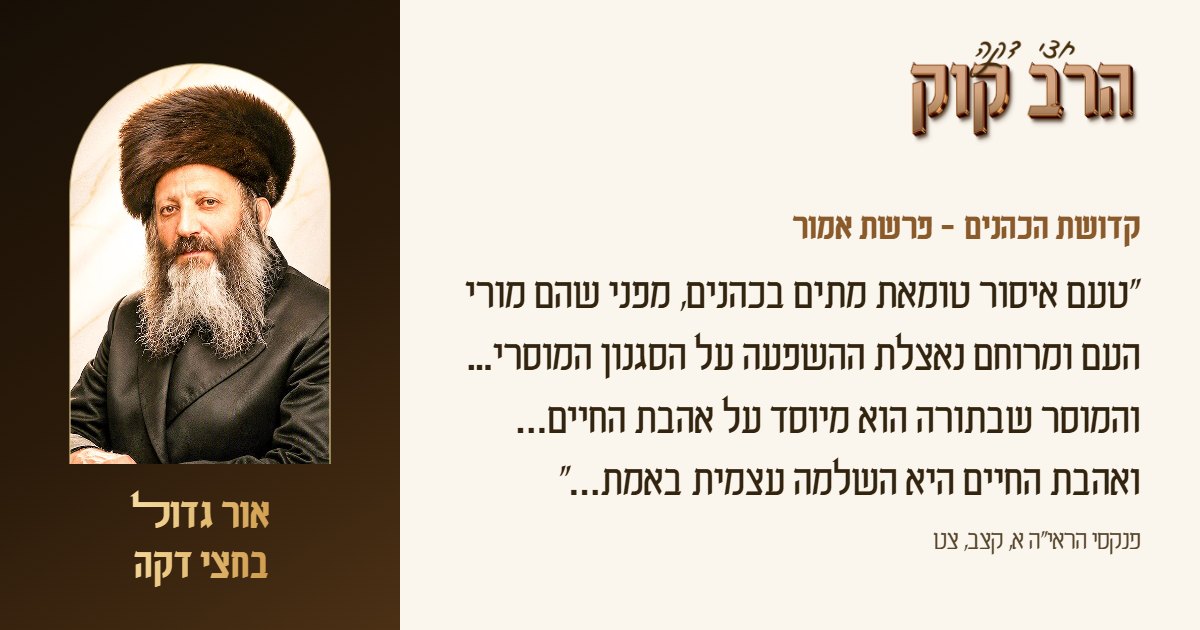 חצי דקה
הרב קוק
קדושת הכהנים - פרשת אמור
"טעם איסור טומאת מתים בכהנים, מפני שהם מורי
העם ומרוחם נאצלת ההשפעה על הסגנון המוסרי...
והמוסר שבתורה הוא מיוסד על אהבת החיים...
ואהבת החיים היא השלמה עצמית באמת..."
פנקסי הראי"ה א, קצב, צט
אור גדול
בחצי דקה